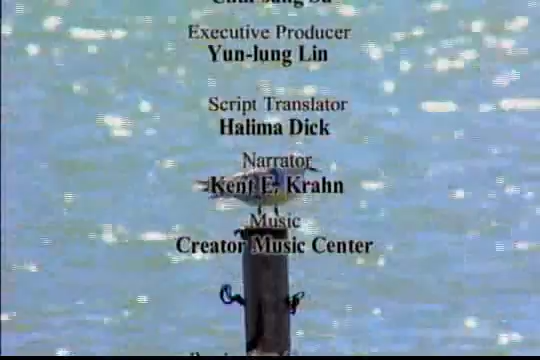 Executive Producer
Yun-lung Lin
Script Translator
Halima Dick
Narrator
Kent E. Krahn
Music
Creator Music Center